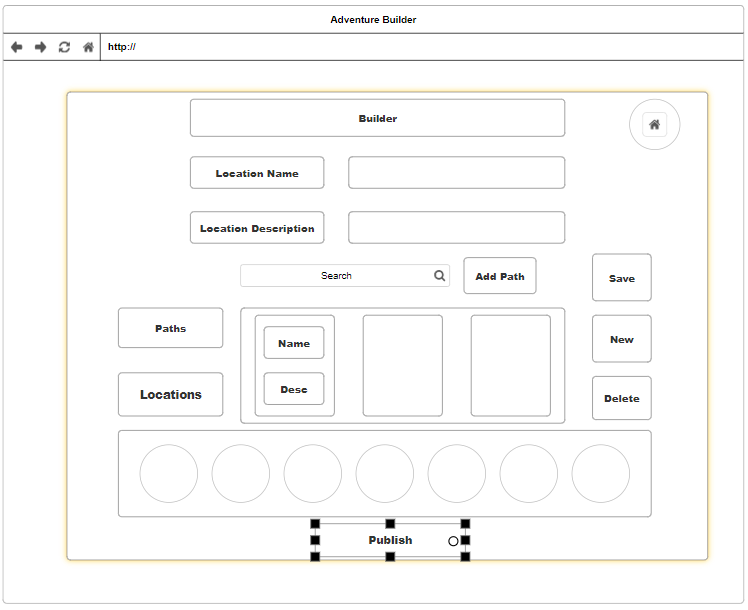 Adventure Builder
http://
Builder
Location Name
Location Description
Search
Add Path
Save
Paths
Name
New
Desc
Locations
Delete
Publish